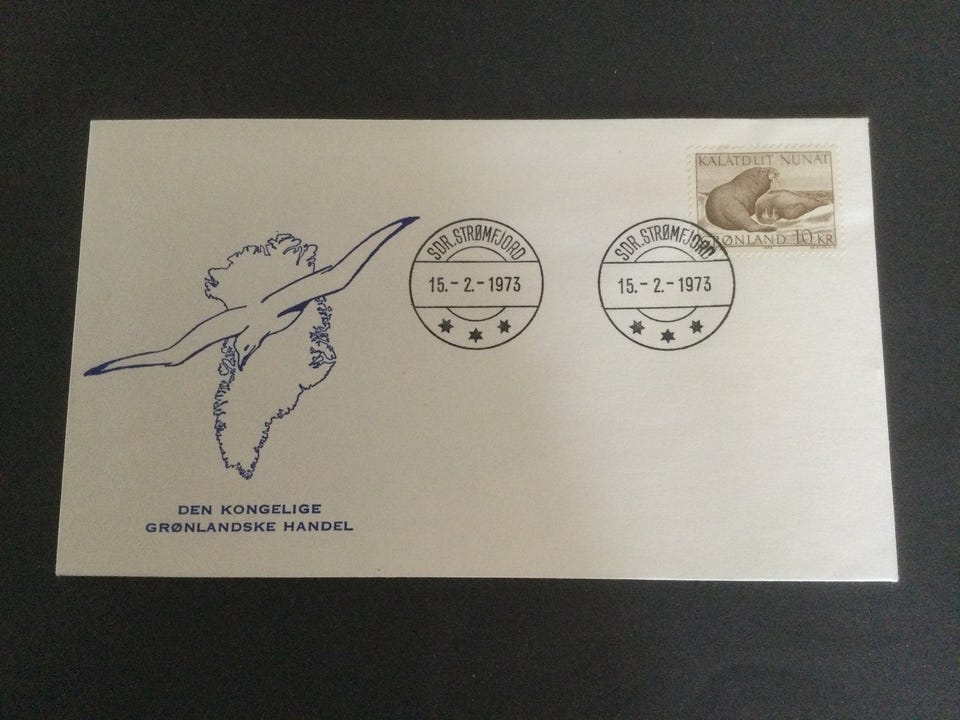 KALÂTDLIT NUNAT
GRØNLAND 10 KR
SDR. STRØMFJORD
15.-2.-1973
SDR. STRØMFJORD
15.-2.-1973
DEN KONGELIGE
GRØNLANDSKE HANDEL